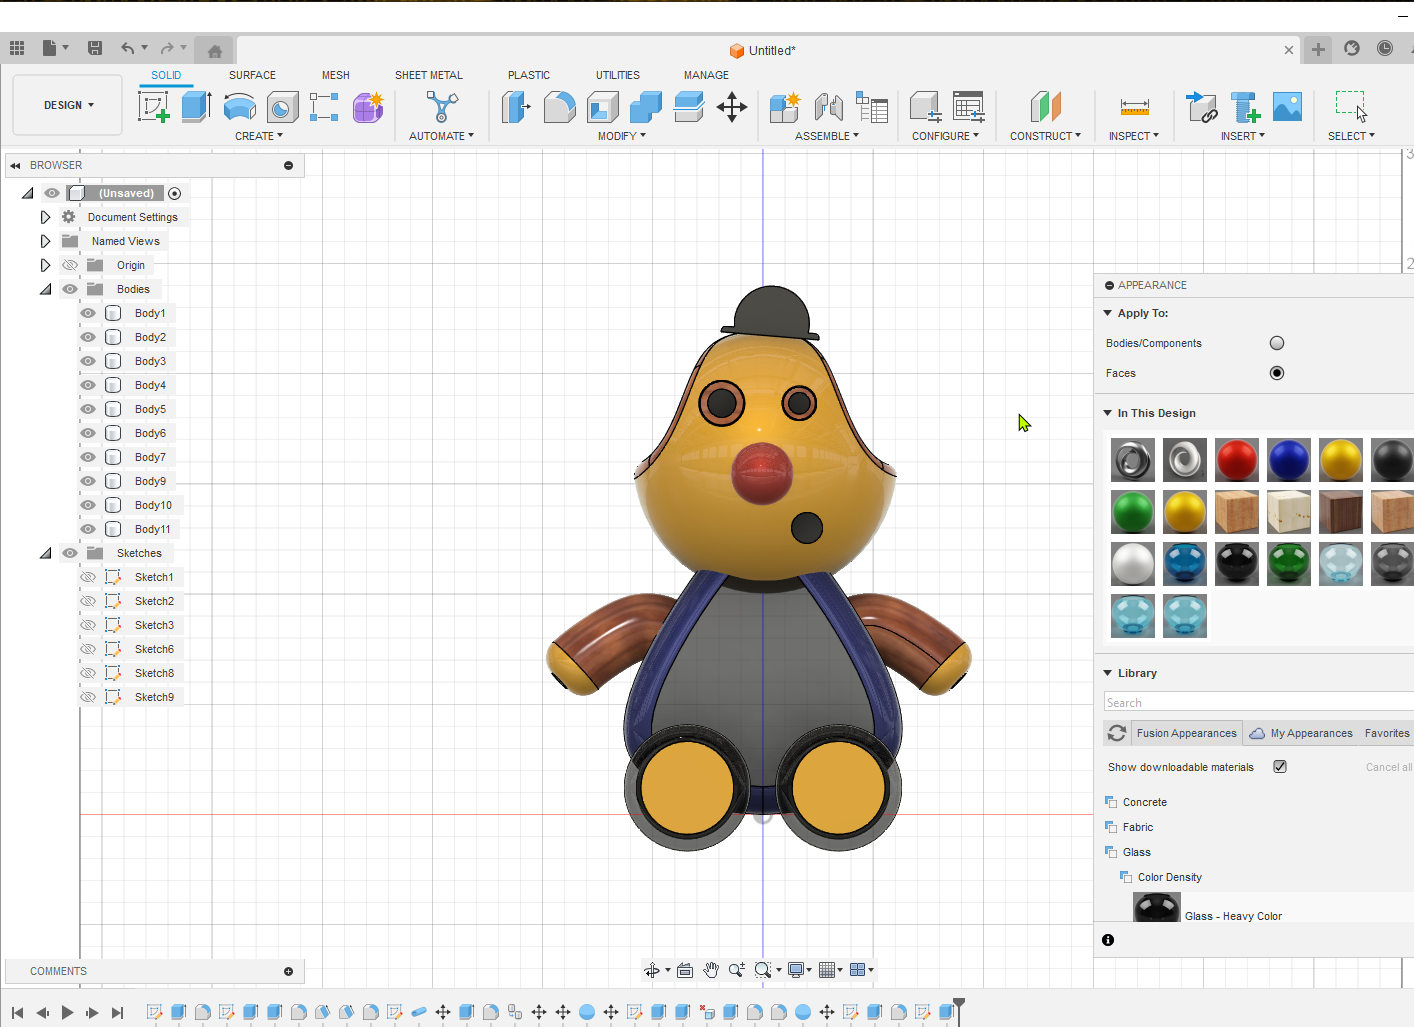 Untitled*
SOLID SURFACE MESH SHEET METAL PLASTIC UTILITIES MANAGE
DESIGN
CREATE AUTOMATE MODIFY ASSEMBLE CONFIGURE CONSTRUCT INSPECT INSERT SELECT
BROWSER
(Unsaved)
Document Settings
Named Views
Origin
Bodies
Body1
Body2
Body3
Body4
Body5
Body6
Body7
Body9
Body10
Body11
Sketches
Sketch1
Sketch2
Sketch3
Sketch6
Sketch8
Sketch9
COMMENTS
3
2
APPEARANCE
Apply To:
Bodies/Components
Faces
In This Design
Library
Search
Fusion Appearances My Appearances Favorites
Show downloadable materials Cancel all
Concrete
Fabric
Glass
Color Density
Glass - Heavy Color